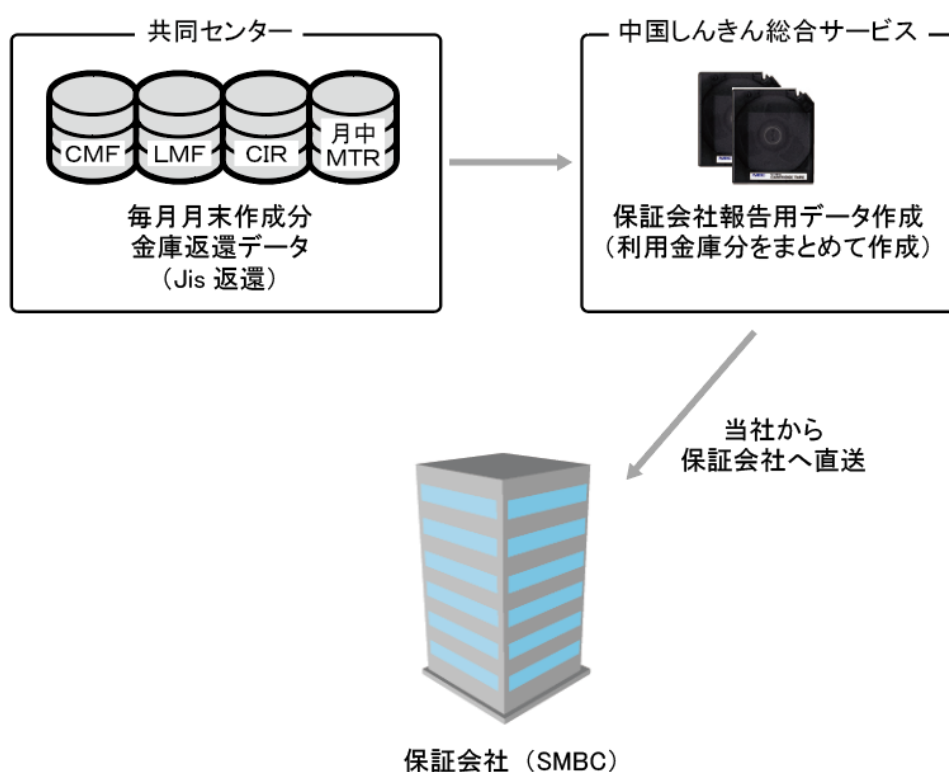 共同センター
中国しんきん総合サービス
CMF
LMF
CIR
月中
MTR
毎月月末作成分
金庫返還データ
（Jis 返還）
保証会社報告用データ作成
（利用金庫分をまとめて作成）
当社から
保証会社へ直送
保証会社（SMBC）